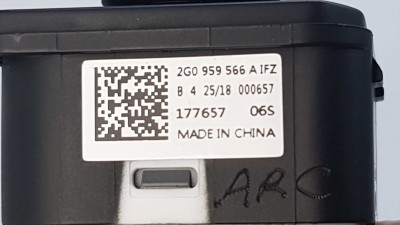 2G0 959 566 A IFZ
B 4 25/18 000657
177657 06S
MADE IN CHINA
ARC